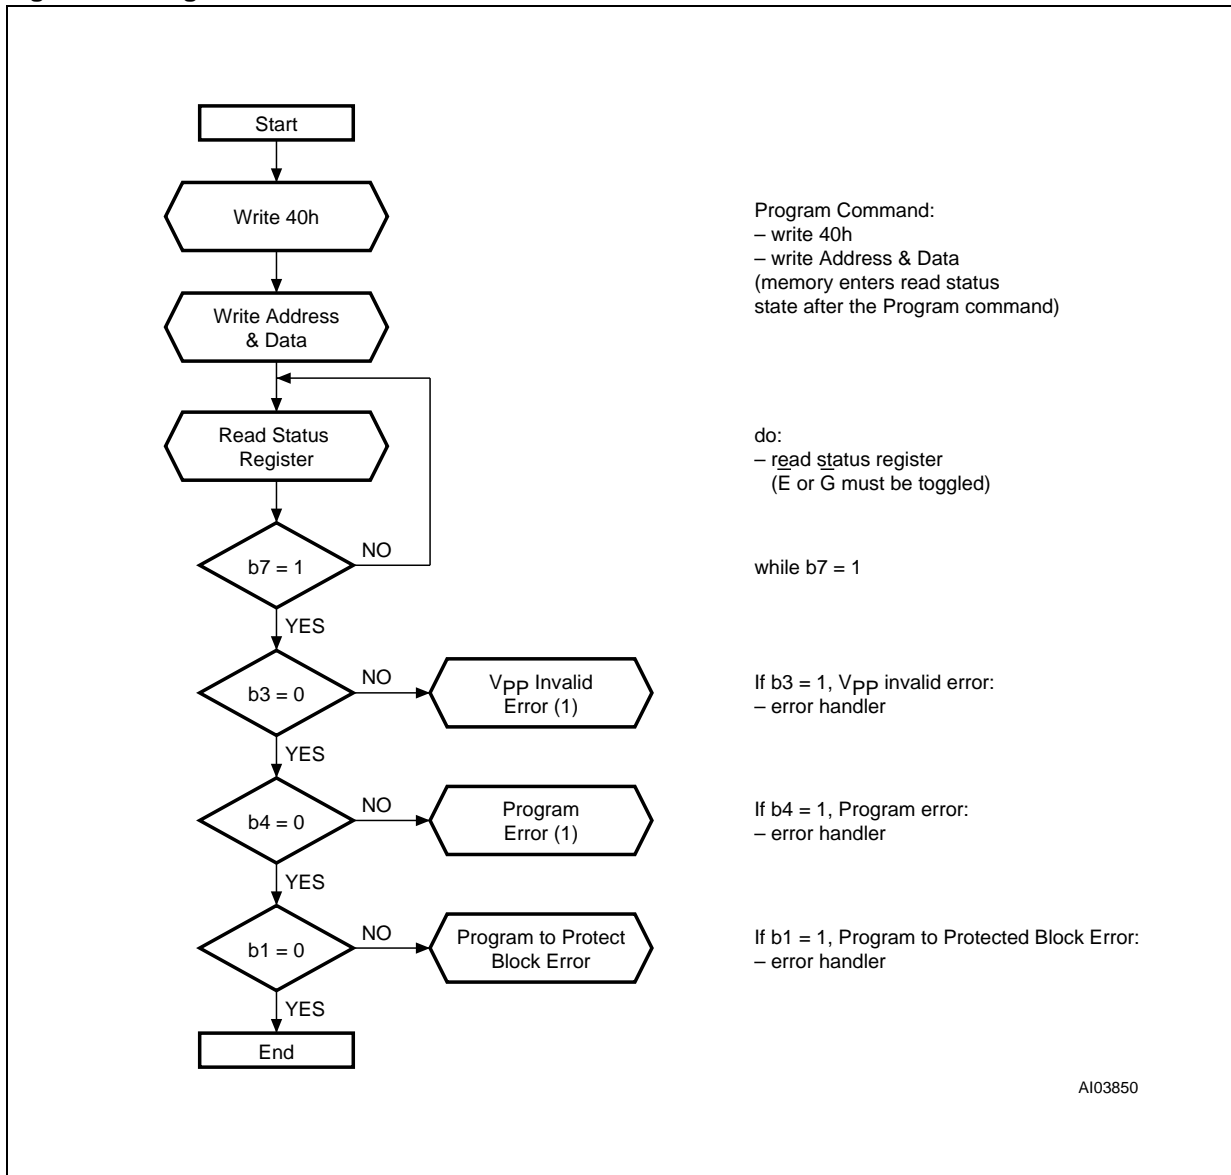 Start
Write 40h
Program Command:
– write 40h
– write Address & Data
(memory enters read status
state after the Program command)
Write Address
& Data
Read Status
Register
do:
– read status register
(E̅ or G̅ must be toggled)
b7 = 1
NO
while b7 = 1
YES
b3 = 0
NO
VPP Invalid
Error (1)
If b3 = 1, VPP invalid error:
– error handler
YES
b4 = 0
NO
Program
Error (1)
If b4 = 1, Program error:
– error handler
YES
b1 = 0
NO
Program to Protect
Block Error
If b1 = 1, Program to Protected Block Error:
– error handler
YES
End
AI03850